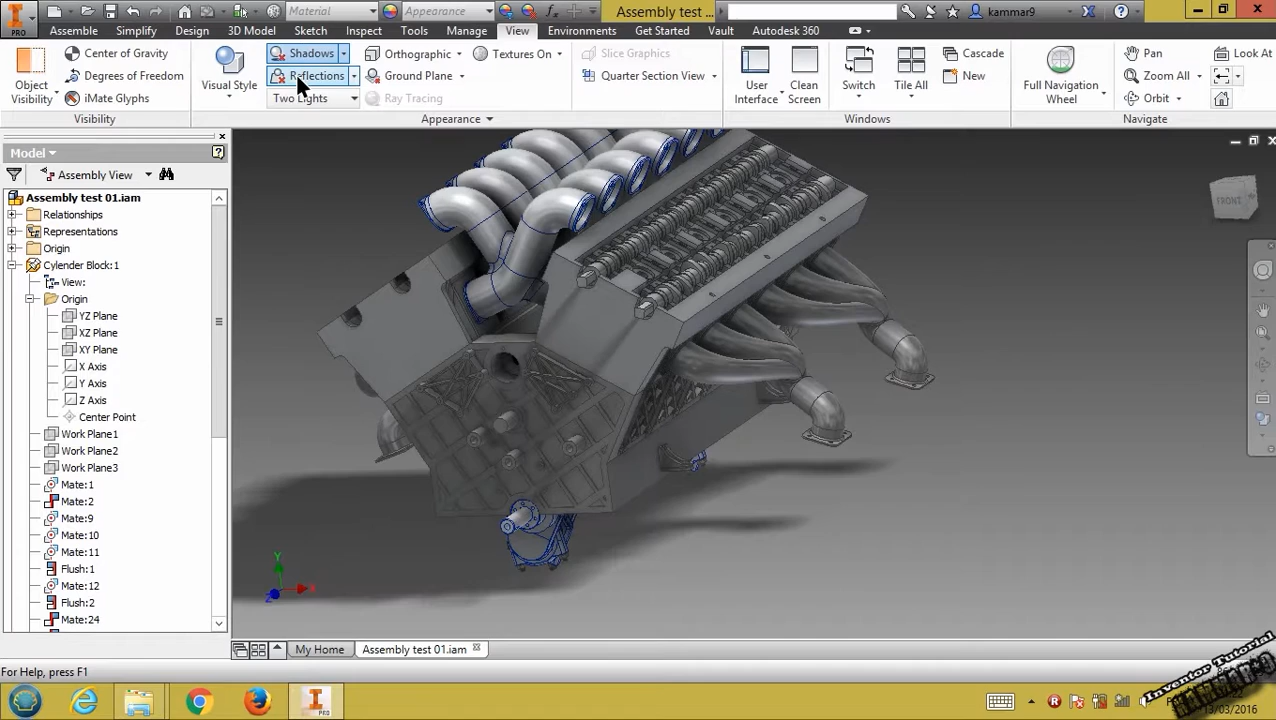 Material
Appearance
Assembly test ...
kammar9
PRO
Assemble
Simplify
Design
3D Model
Sketch
Inspect
Tools
Manage
View
Environments
Get Started
Vault
Autodesk 360
Object
Visibility
Center of Gravity
Degrees of Freedom
iMate Glyphs
Visibility
Visual Style
Shadows
Reflections
Two Lights
Orthographic
Ground Plane
Ray Tracing
Textures On
Slice Graphics
Quarter Section View
Appearance
User
Interface
Clean
Screen
Switch
Tile All
Cascade
New
Windows
Full Navigation
Wheel
Pan
Zoom All
Orbit
Look At
Navigate
Model
Assembly View
Assembly test 01.iam
Relationships
Representations
Origin
Cylender Block:1
View:
Origin
YZ Plane
XZ Plane
XY Plane
X Axis
Y Axis
Z Axis
Center Point
Work Plane1
Work Plane2
Work Plane3
Mate:1
Mate:2
Mate:9
Mate:10
Mate:11
Flush:1
Mate:12
Flush:2
Mate:24
FRONT
Y
X
Z
My Home
Assembly test 01.iam
For Help, press F1
PRO
Inventor Tutorial
13/03/2016